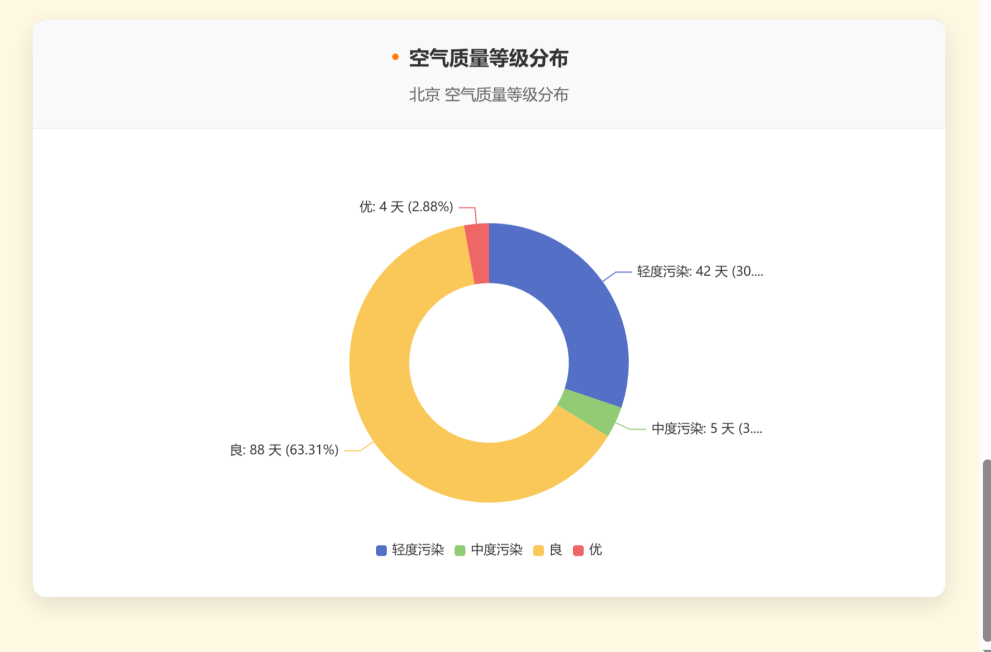 空气质量等级分布
北京 空气质量等级分布
优: 4 天 (2.88%)
轻度污染: 42 天 (30....
中度污染: 5 天 (3....
良: 88 天 (63.31%)
轻度污染 中度污染 良 优